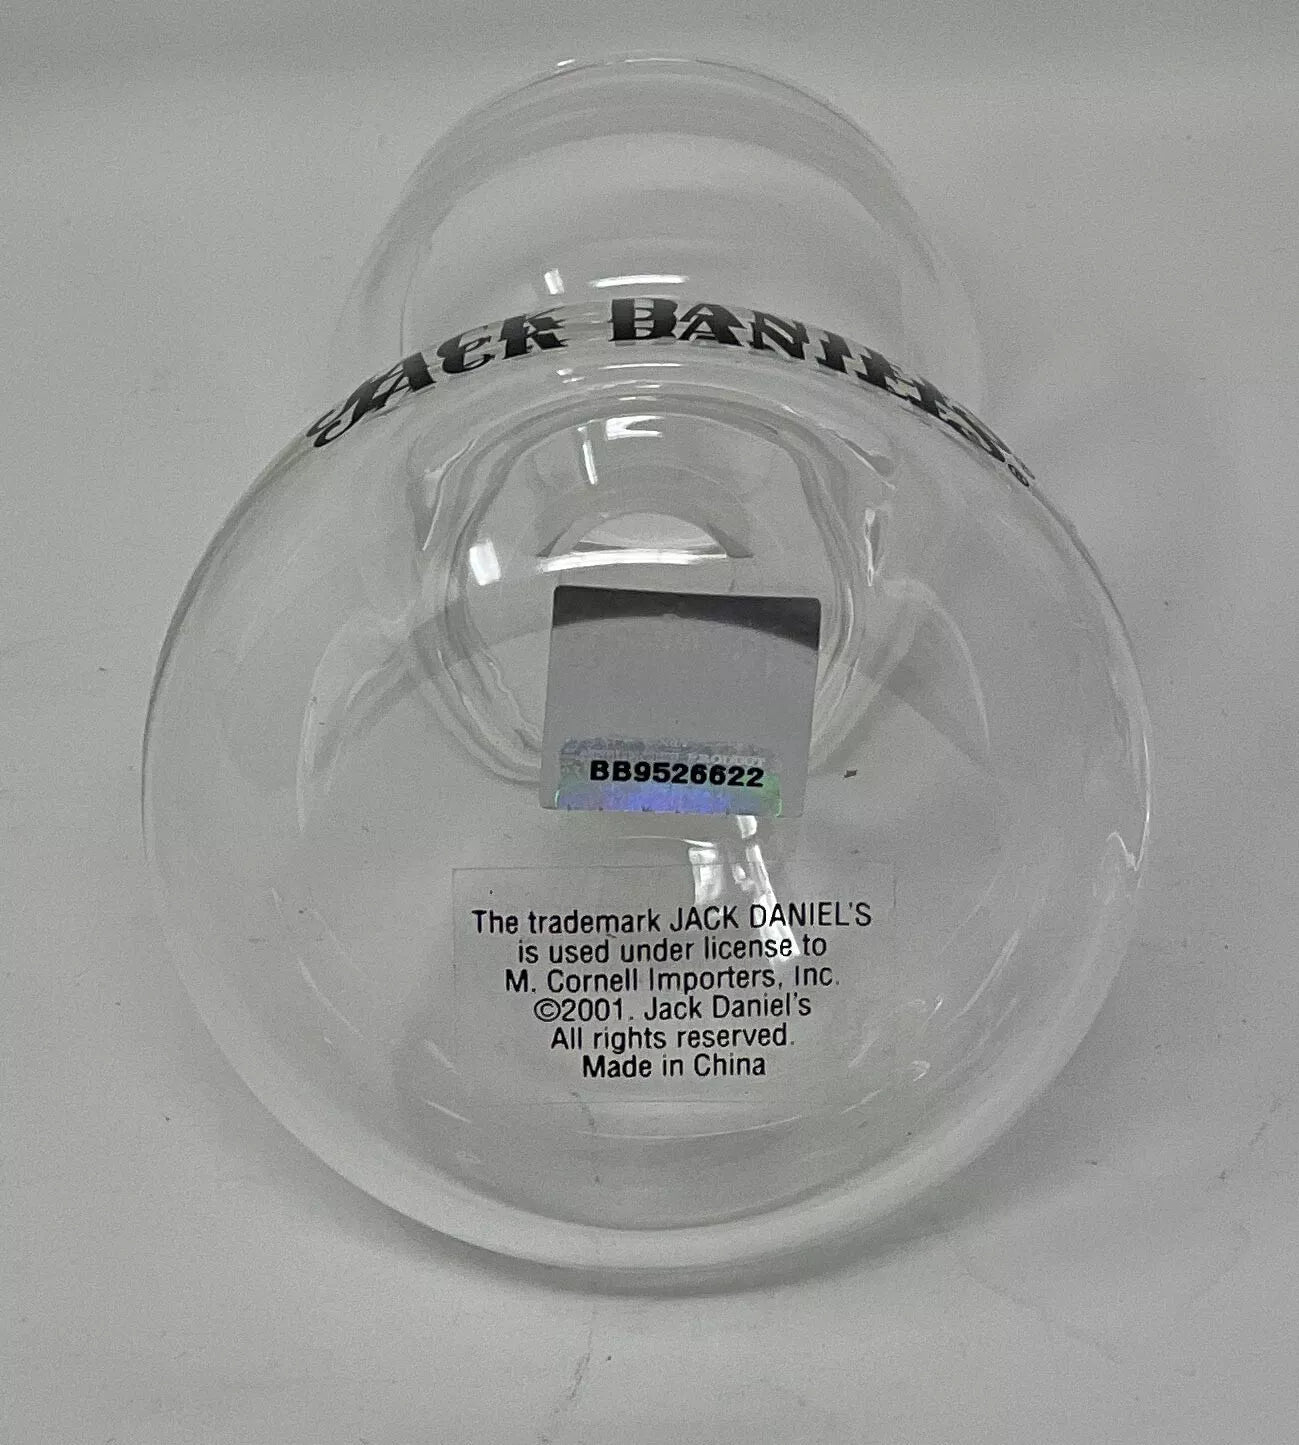 JACK DANIEL'S®
PRODUCT
BB9526622
The trademark JACK DANIEL'S
is used under license to
M. Cornell Importers, Inc.
©2001. Jack Daniel's
All rights reserved.
Made in China